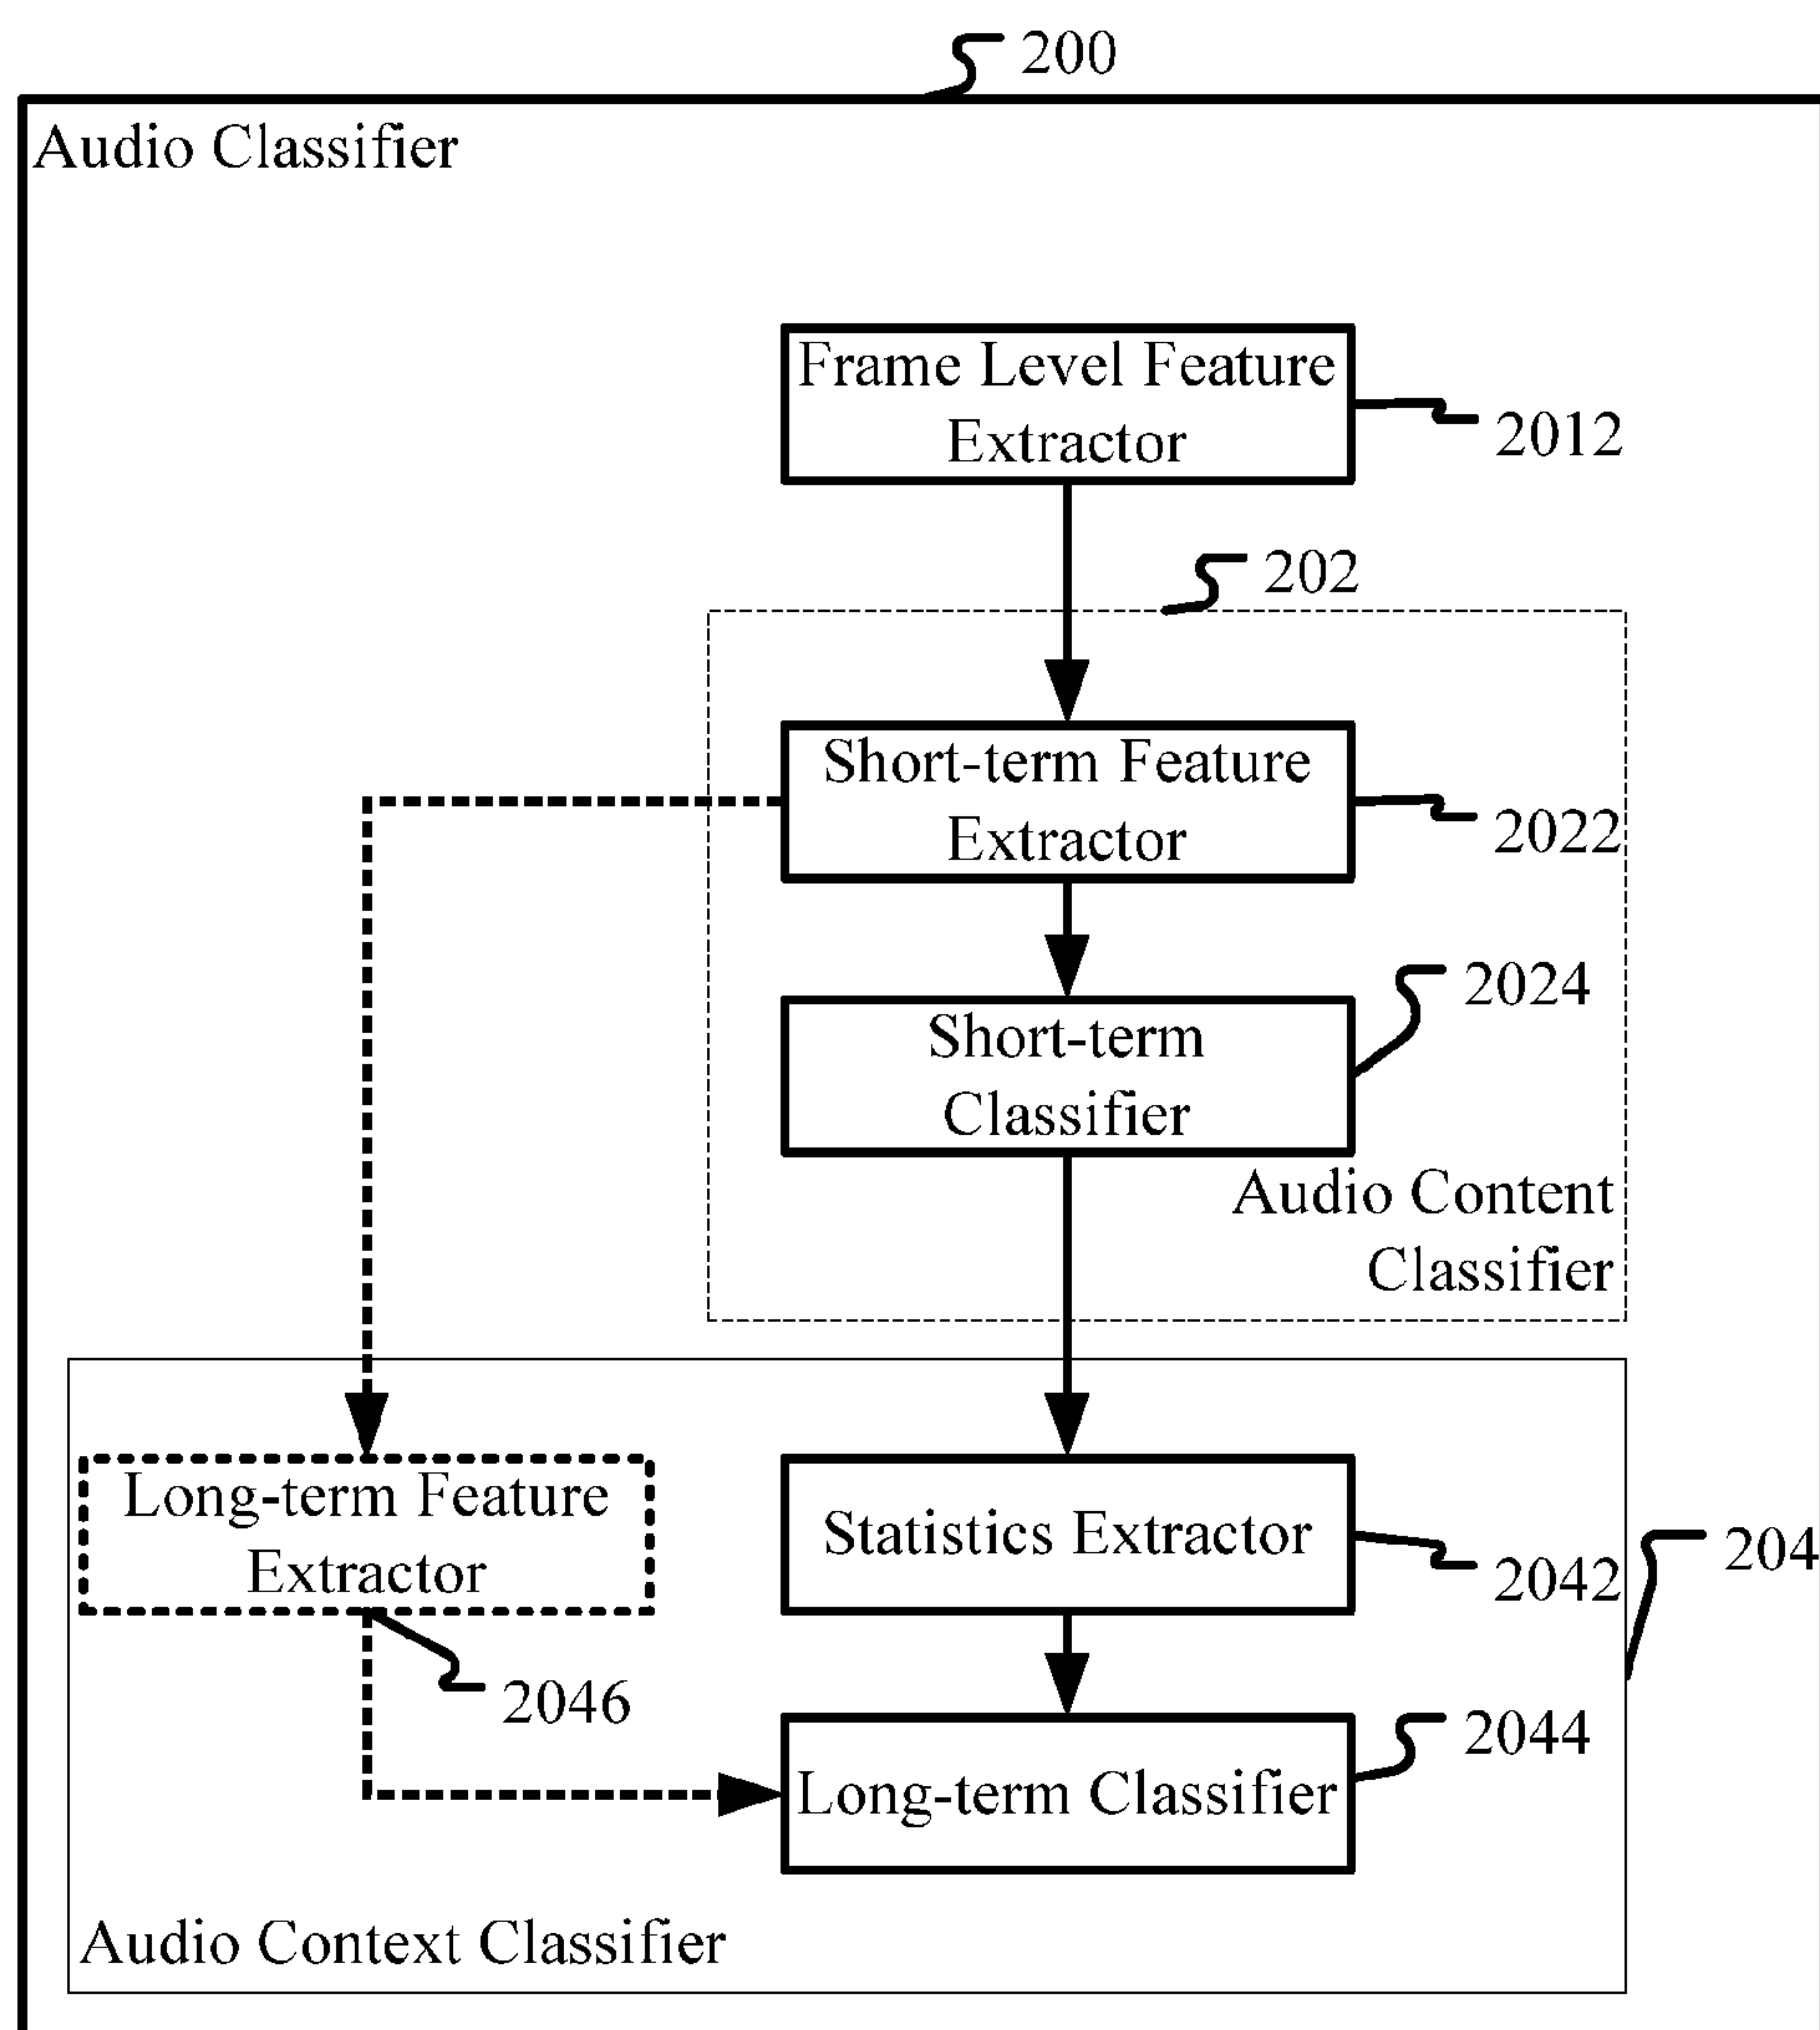 200
Audio Classifier
Frame Level Feature
Extractor
2012
202
Short-term Feature
Extractor
2022
2024
Short-term
Classifier
Audio Content
Classifier
Long-term Feature
Extractor
Statistics Extractor
2042
204
2046
2044
Long-term Classifier
Audio Context Classifier